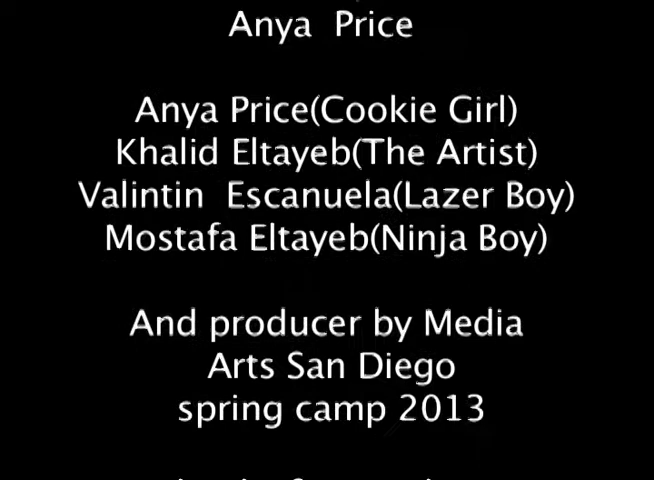 Anya  Price
Anya Price(Cookie Girl)
Khalid Eltayeb(The Artist)
Valintin  Escanuela(Lazer Boy)
Mostafa Eltayeb(Ninja Boy)
And producer by Media
Arts San Diego
spring camp 2013